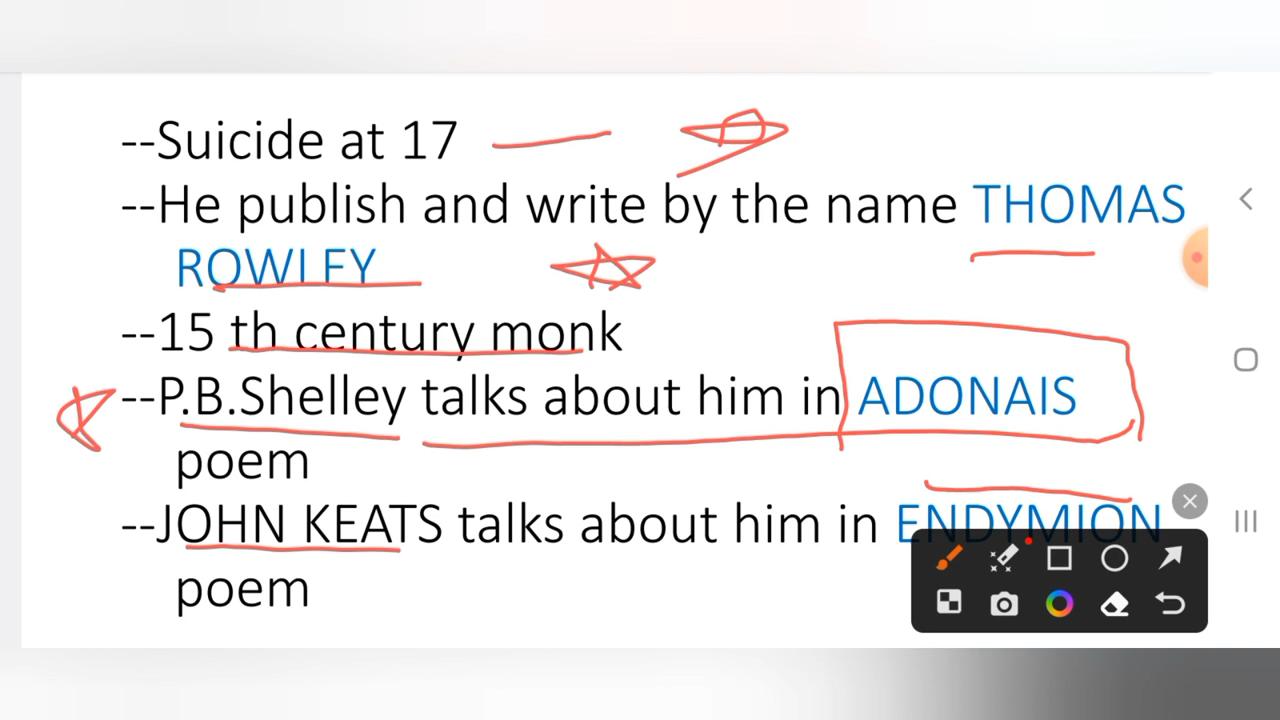 --Suicide at 17
--He publish and write by the name THOMAS
ROWLEY
--15 th century monk
--P.B.Shelley talks about him in ADONAIS
poem
--JOHN KEATS talks about him in ENDYMION
poem